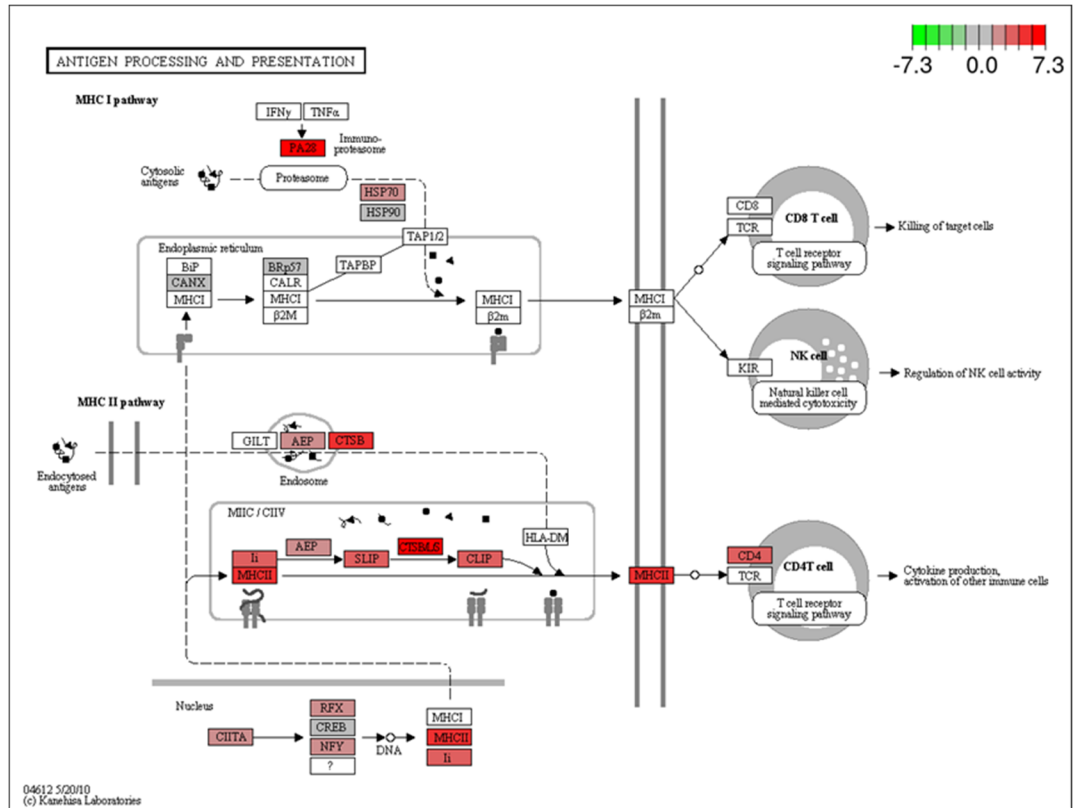 -7.3 0.0 7.3
ANTIGEN PROCESSING AND PRESENTATION
MHC I pathway
IFNγ TNFα
PA28
Immuno-
proteasome
Cytosolic
antigens
Proteasome
HSP70
HSP90
TAP1/2
Endoplasmic reticulum
BiP
CANX
MHCI
BRp57
CALR
MHCI
β2M
TAPBP
MHCI
β2m
MHCI
β2m
CD8
TCR
CD8 T cell
T cell receptor
signaling pathway
Killing of target cells
KIR
NK cell
Natural killer cell
mediated cytotoxicity
Regulation of NK cell activity
MHC II pathway
Endocytosed
antigens
GILT AEP CTSB
Endosome
MIIC / CIIV
Ii
MHCII
AEP
SLIP
CTSB/L/S
CLIP
HLA-DM
MHCII
CD4
TCR
CD4T cell
T cell receptor
signaling pathway
Cytokine production,
activation of other immune cells
Nucleus
CIITA
RFX
CREB
NFY
?
DNA
MHCI
MHCII
Ii
04612 5/20/10
(c) Kanehisa Laboratories